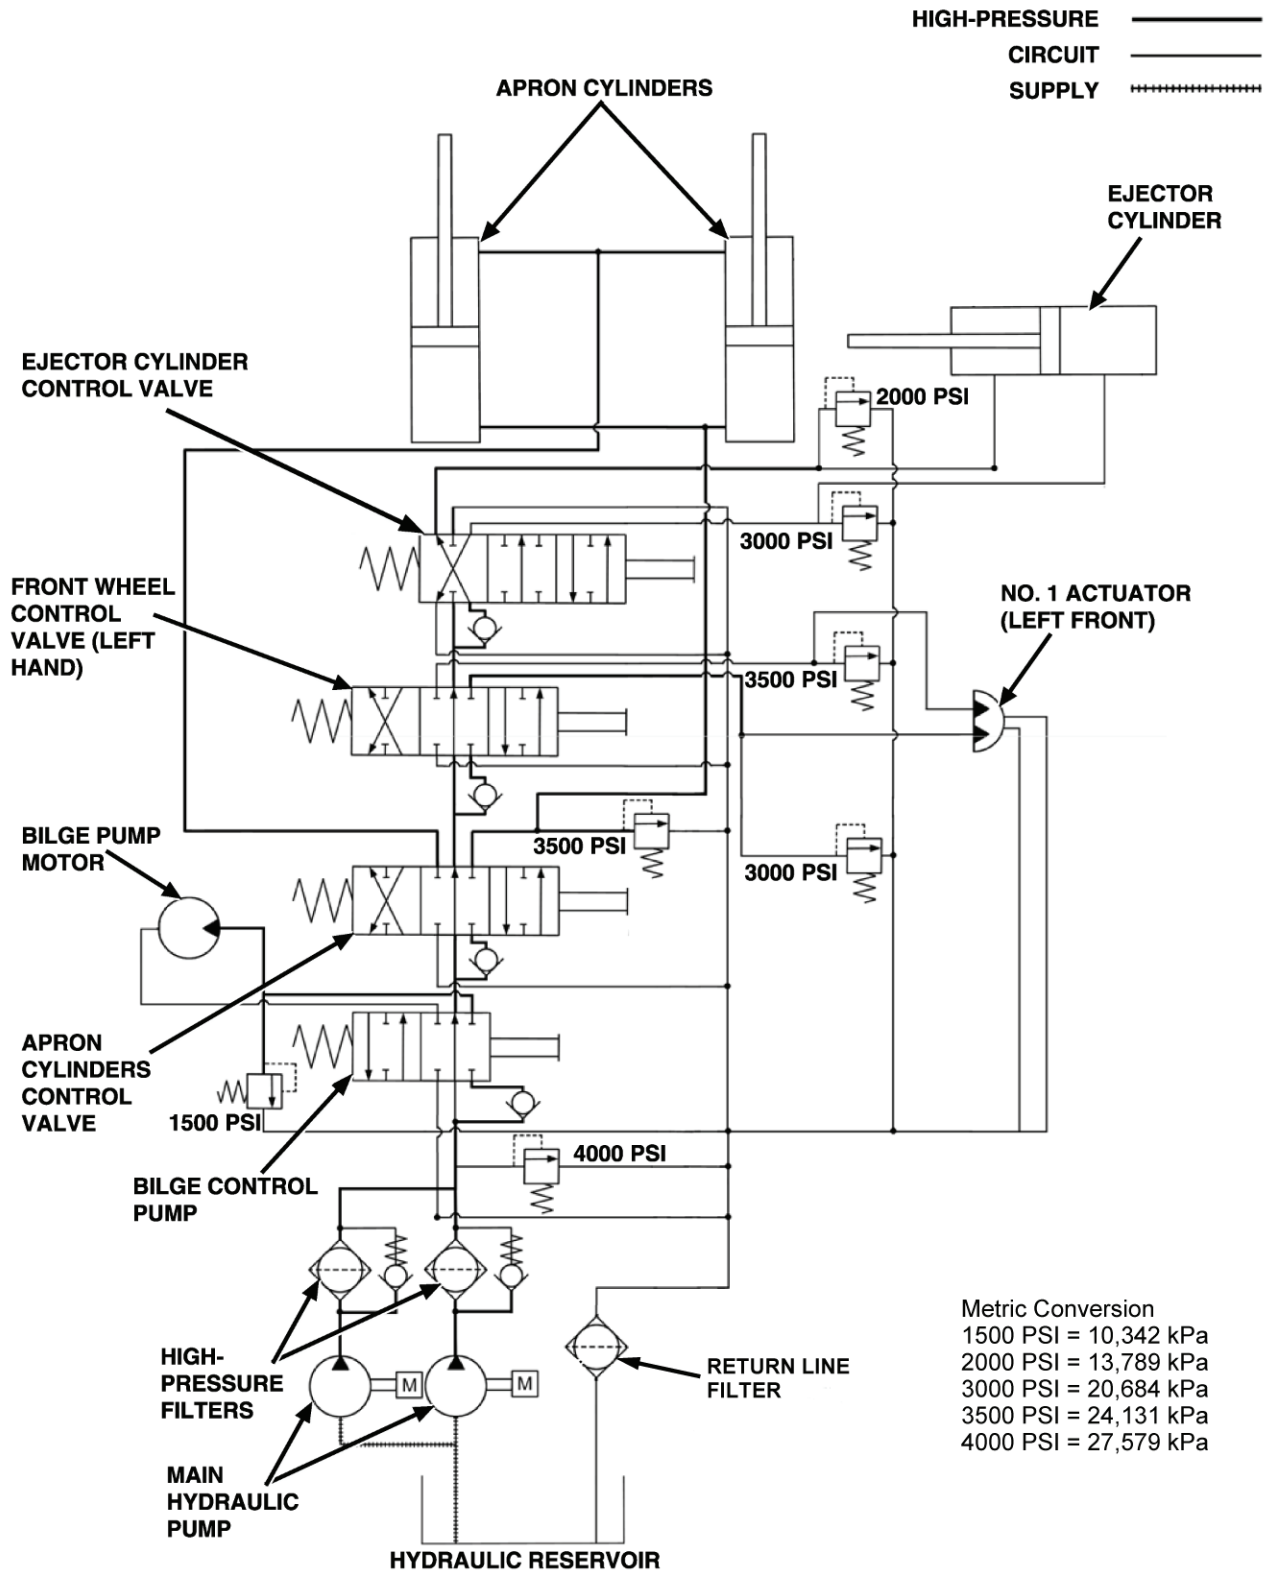 HIGH-PRESSURE
CIRCUIT
SUPPLY
APRON CYLINDERS
EJECTOR
CYLINDER
EJECTOR CYLINDER
CONTROL VALVE
2000 PSI
3000 PSI
FRONT WHEEL
CONTROL
VALVE (LEFT
HAND)
NO. 1 ACTUATOR
(LEFT FRONT)
3500 PSI
BILGE PUMP
MOTOR
3500 PSI
3000 PSI
APRON
CYLINDERS
CONTROL
VALVE
1500 PSI
4000 PSI
BILGE CONTROL
PUMP
HIGH-
PRESSURE
FILTERS
M
M
RETURN LINE
FILTER
MAIN
HYDRAULIC
PUMP
HYDRAULIC RESERVOIR
Metric Conversion
1500 PSI = 10,342 kPa
2000 PSI = 13,789 kPa
3000 PSI = 20,684 kPa
3500 PSI = 24,131 kPa
4000 PSI = 27,579 kPa